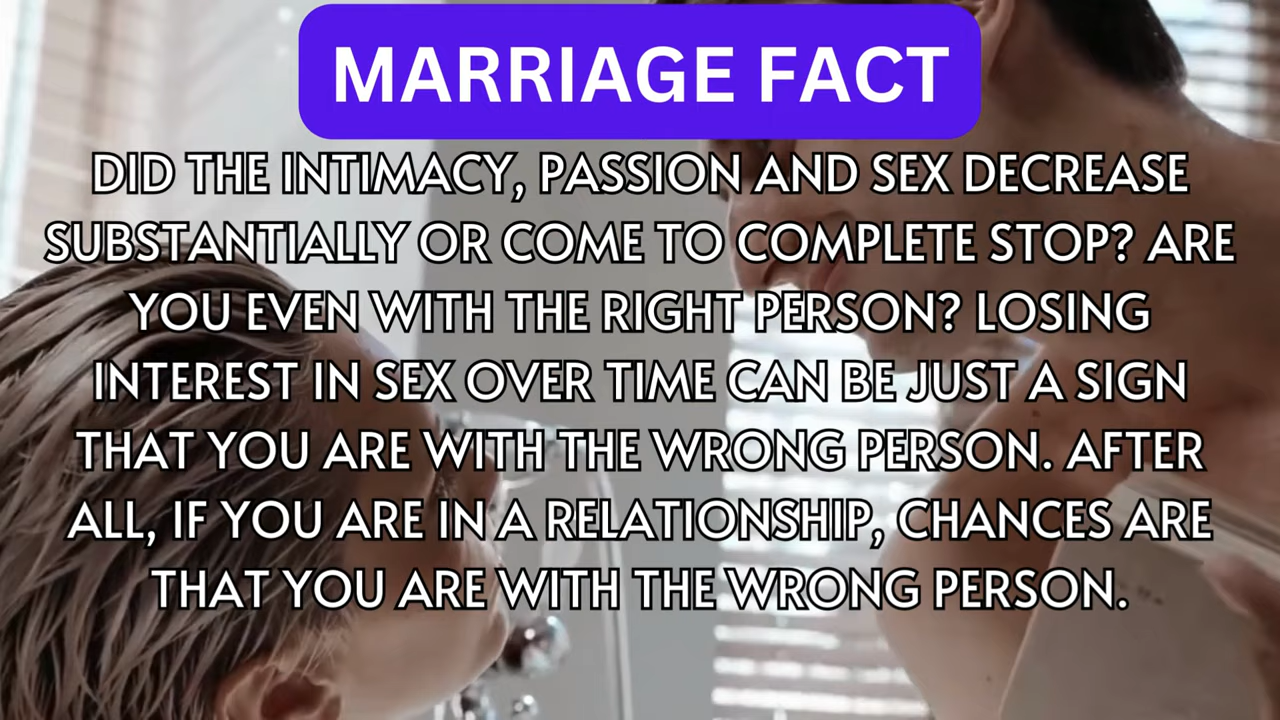 MARRIAGE FACT
DID THE INTIMACY, PASSION AND SEX DECREASE
SUBSTANTIALLY OR COME TO COMPLETE STOP? ARE
YOU EVEN WITH THE RIGHT PERSON? LOSING
INTEREST IN SEX OVER TIME CAN BE JUST A SIGN
THAT YOU ARE WITH THE WRONG PERSON. AFTER
ALL, IF YOU ARE IN A RELATIONSHIP, CHANCES ARE
THAT YOU ARE WITH THE WRONG PERSON.